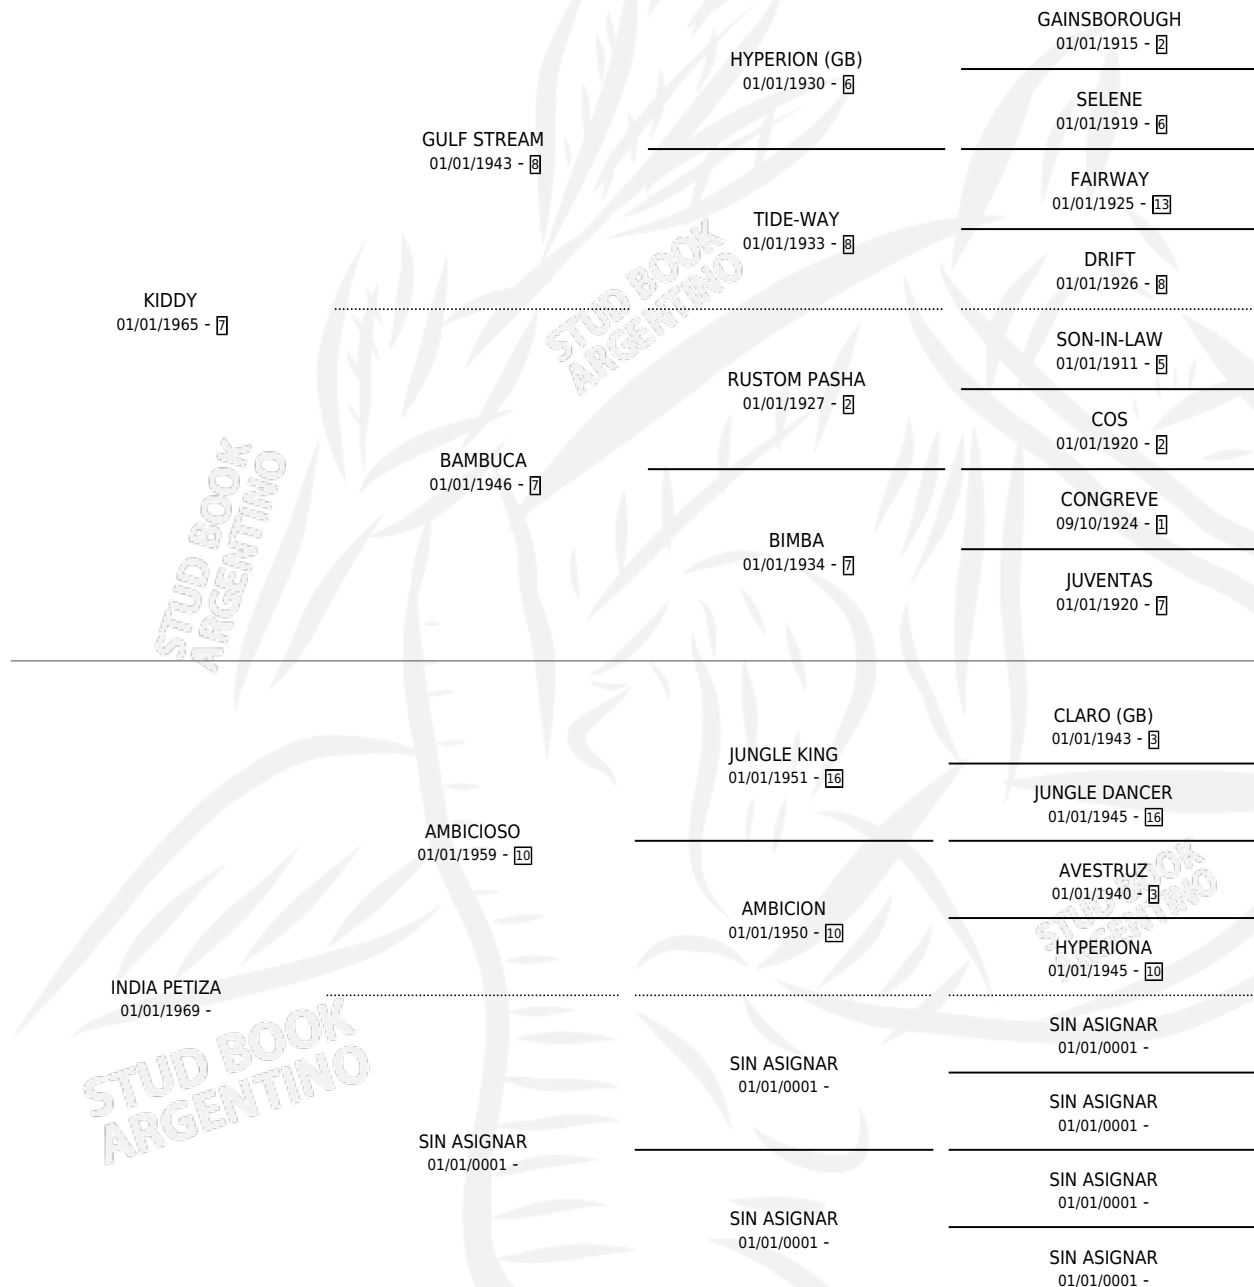 GAINSBOROUGH
01/01/1915 - 2
HYPERION (GB)
01/01/1930 - 6
SELENE
01/01/1919 - 6
GULF STREAM
01/01/1943 - 8
FAIRWAY
01/01/1925 - 13
TIDE-WAY
01/01/1933 - 8
DRIFT
01/01/1926 - 8
KIDDY
01/01/1965 - 7
SON-IN-LAW
01/01/1911 - 5
RUSTOM PASHA
01/01/1927 - 2
COS
01/01/1920 - 2
BAMBUCA
01/01/1946 - 7
CONGREVE
09/10/1924 - 1
BIMBA
01/01/1934 - 7
JUVENTAS
01/01/1920 - 7
CLARO (GB)
01/01/1943 - 3
JUNGLE KING
01/01/1951 - 16
JUNGLE DANCER
01/01/1945 - 16
AMBICIOSO
01/01/1959 - 10
AVESTRUZ
01/01/1940 - 3
AMBICION
01/01/1950 - 10
HYPERIONA
01/01/1945 - 10
INDIA PETIZA
01/01/1969 -
SIN ASIGNAR
01/01/0001 -
SIN ASIGNAR
01/01/0001 -
SIN ASIGNAR
01/01/0001 -
SIN ASIGNAR
01/01/0001 -
SIN ASIGNAR
01/01/0001 -
SIN ASIGNAR
01/01/0001 -
SIN ASIGNAR
01/01/0001 -
STUD BOOK
ARGENTINO
STUD BOOK
ARGENTINO
STUD BOOK
ARGENTINO
STUD BOOK
ARGENTINO